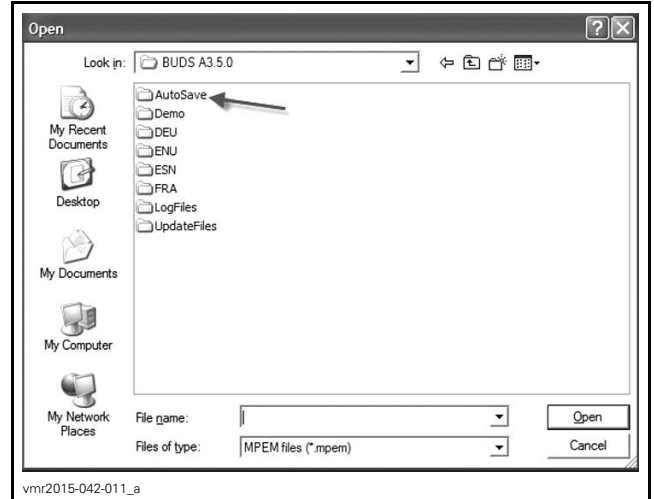 Open
Look in: BUDS A3.5.0
AutoSave
Demo
DEU
ENU
ESN
FRA
LogFiles
UpdateFiles
My Recent
Documents
Desktop
My Documents
My Computer
My Network
Places
File name: Open
Files of type: MPEM files (*.mpem) Cancel
vmr2015-042-011_a